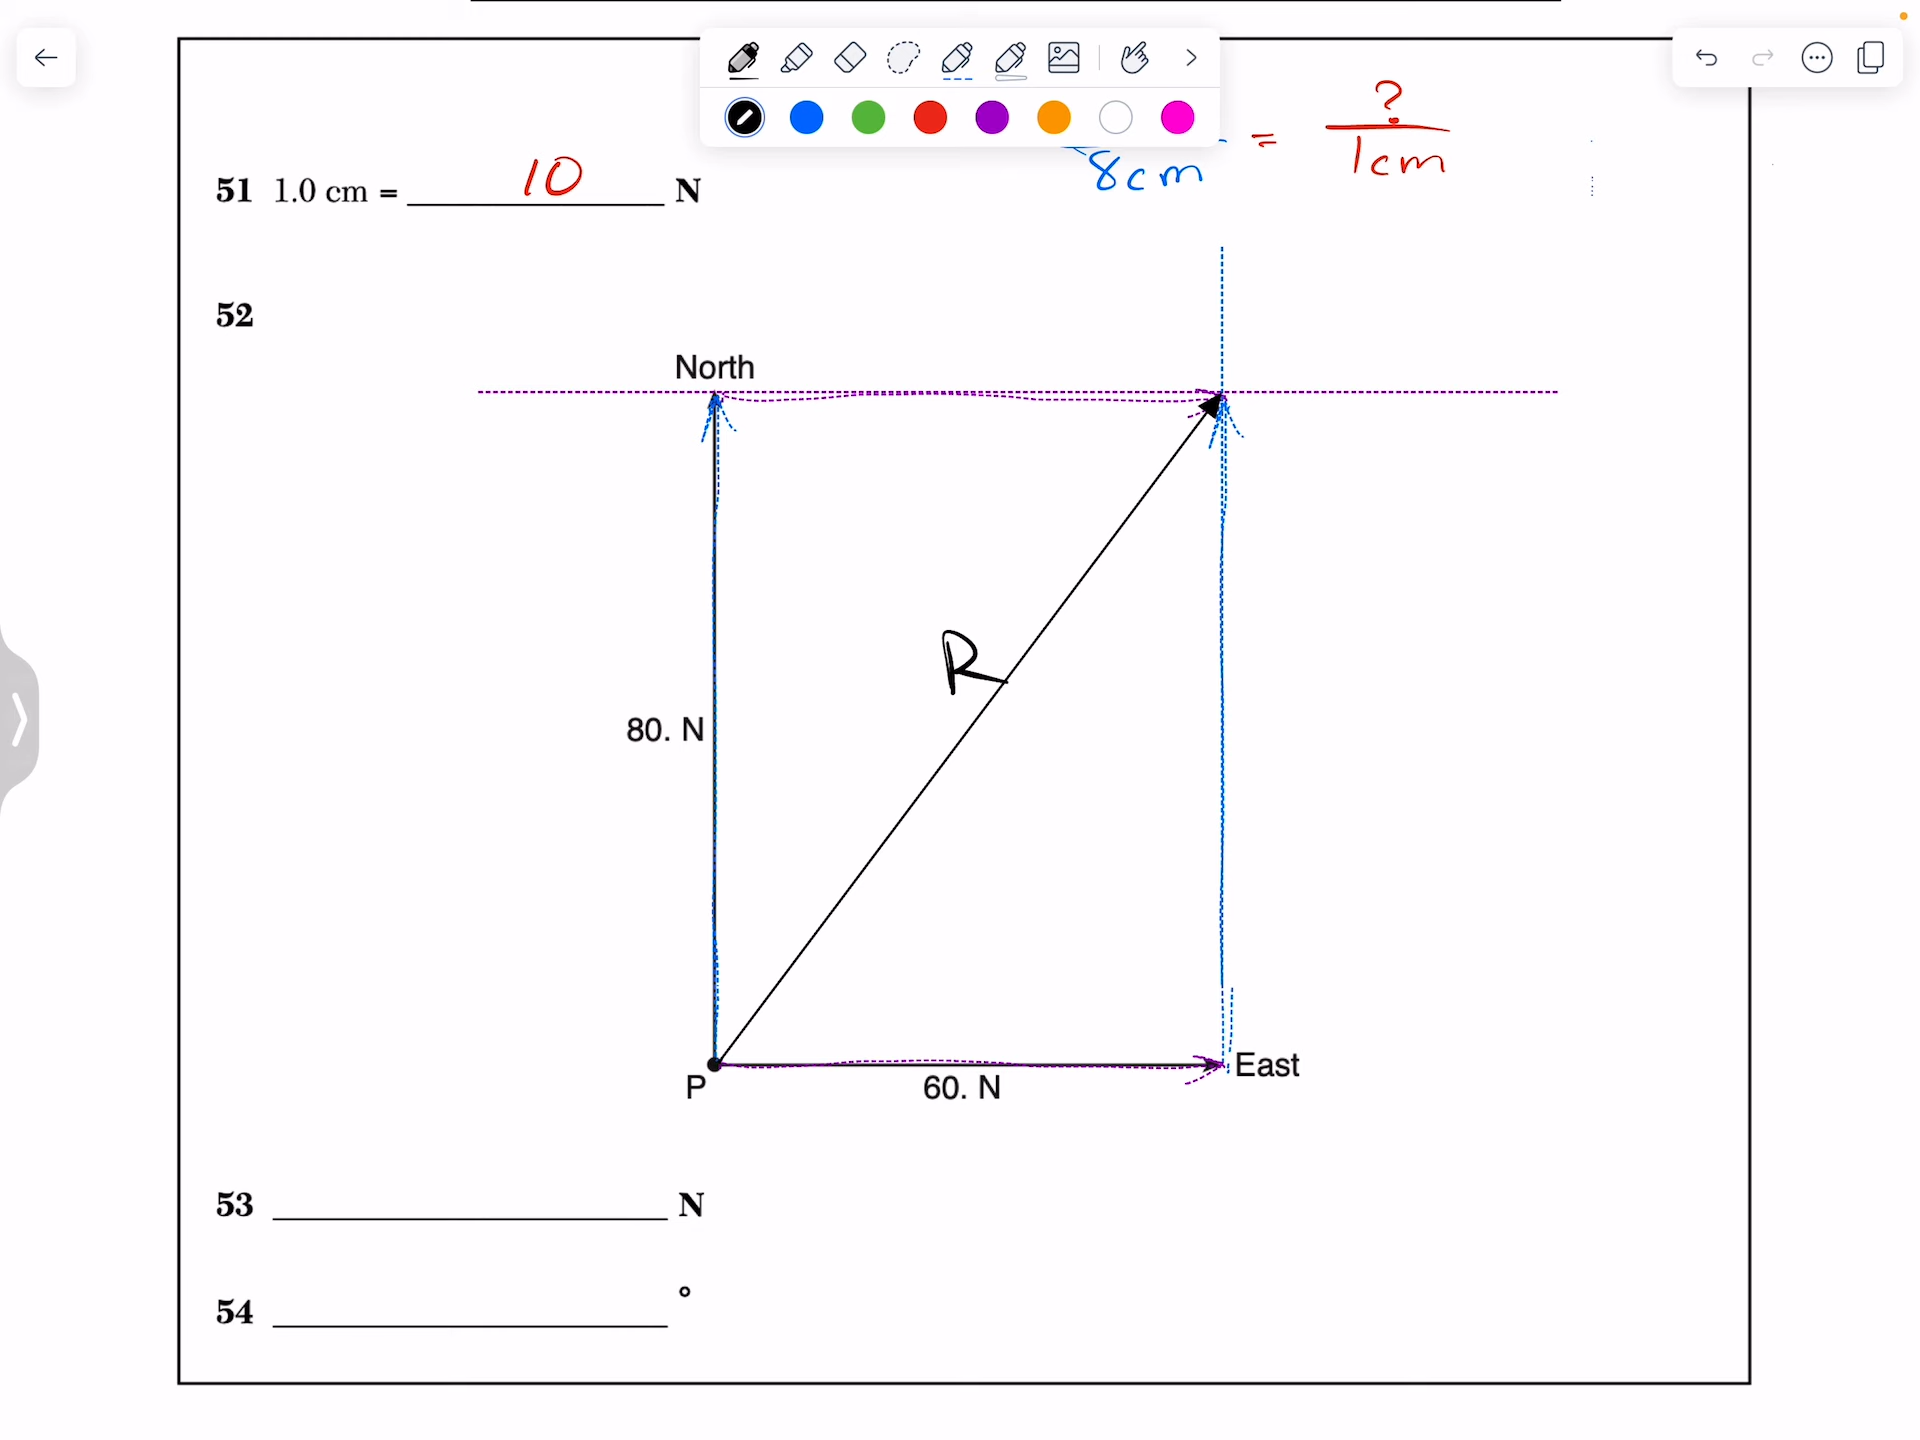 ?
8cm = 1cm
51 1.0 cm = 10 N
52
North
R
80. N
East
P 60. N
53 N
54 °